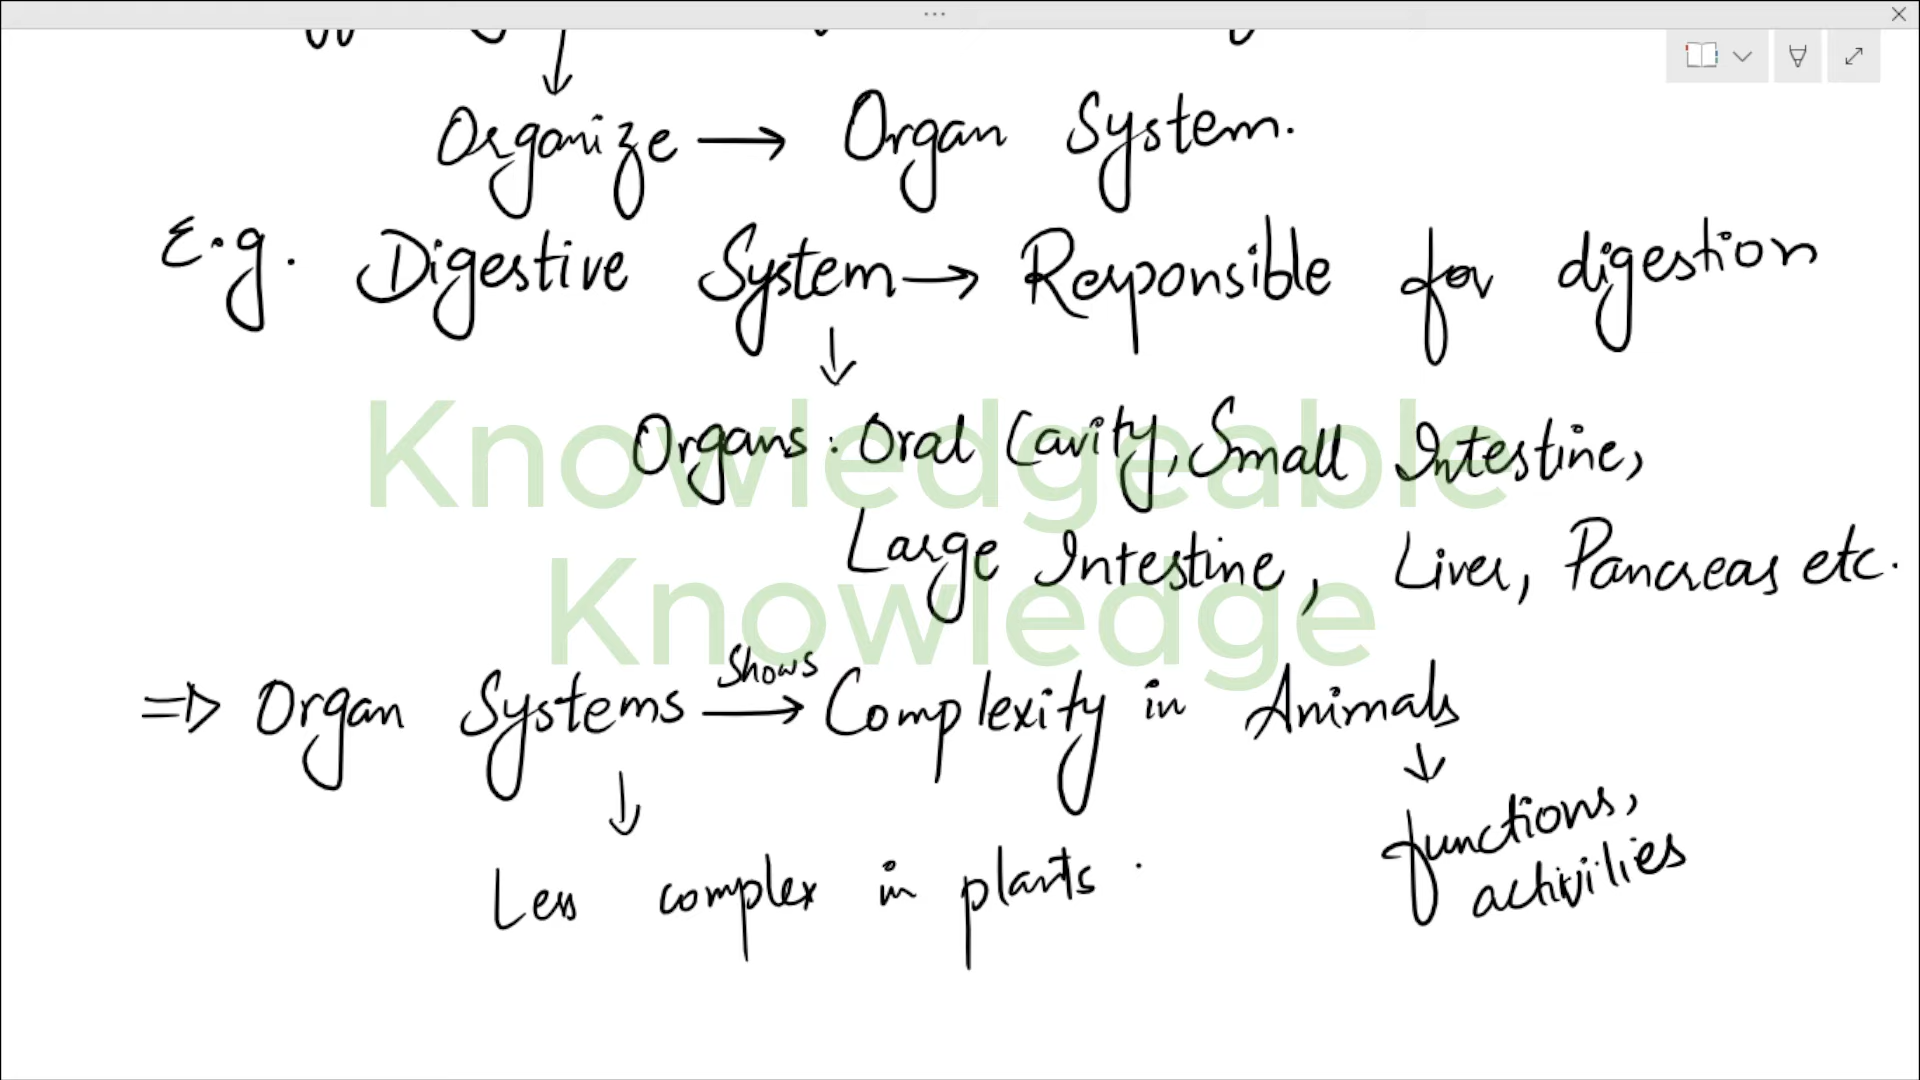 Organize → Organ System.
E.g. Digestive System → Responsible for digestion
Organs : Oral Cavity, Small Intestine,
Large Intestine, Liver, Pancreas etc.
Knowledgeable
Knowledge
⇒ Organ Systems → Shows Complexity in Animals
functions,
activities
Less complex in plants.